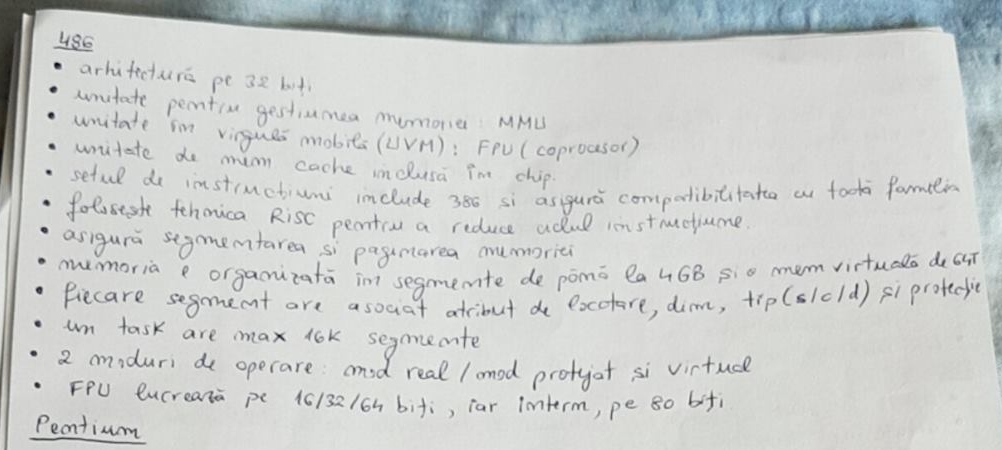 486
• arhitectură pe 32 biți
• unitate pentru gestiunea memoriei: MMU
• unitate în virgulă mobilă (UVM): FPU (coprocesor)
• unitate de mem cache inclusă în chip.
• setul de instrucțiuni include 386 si asigură compatibilitatea cu toată familia
• folosește tehnica RISC pentru a reduce ciclul instrucțiune.
• asigură segmentarea si paginarea memoriei
• memoria e organizată în segmente de până la 4GB si o mem virtuală de 64T
• fiecare segment are asociat atribut de locatare, dim, tip (s/c/d) și protecție
• un task are max 16K segmente
• 2 moduri de operare: mod real / mod protejat si virtual
• FPU lucrează pe 16/32/64 biți, iar interm, pe 80 biți
Pentium